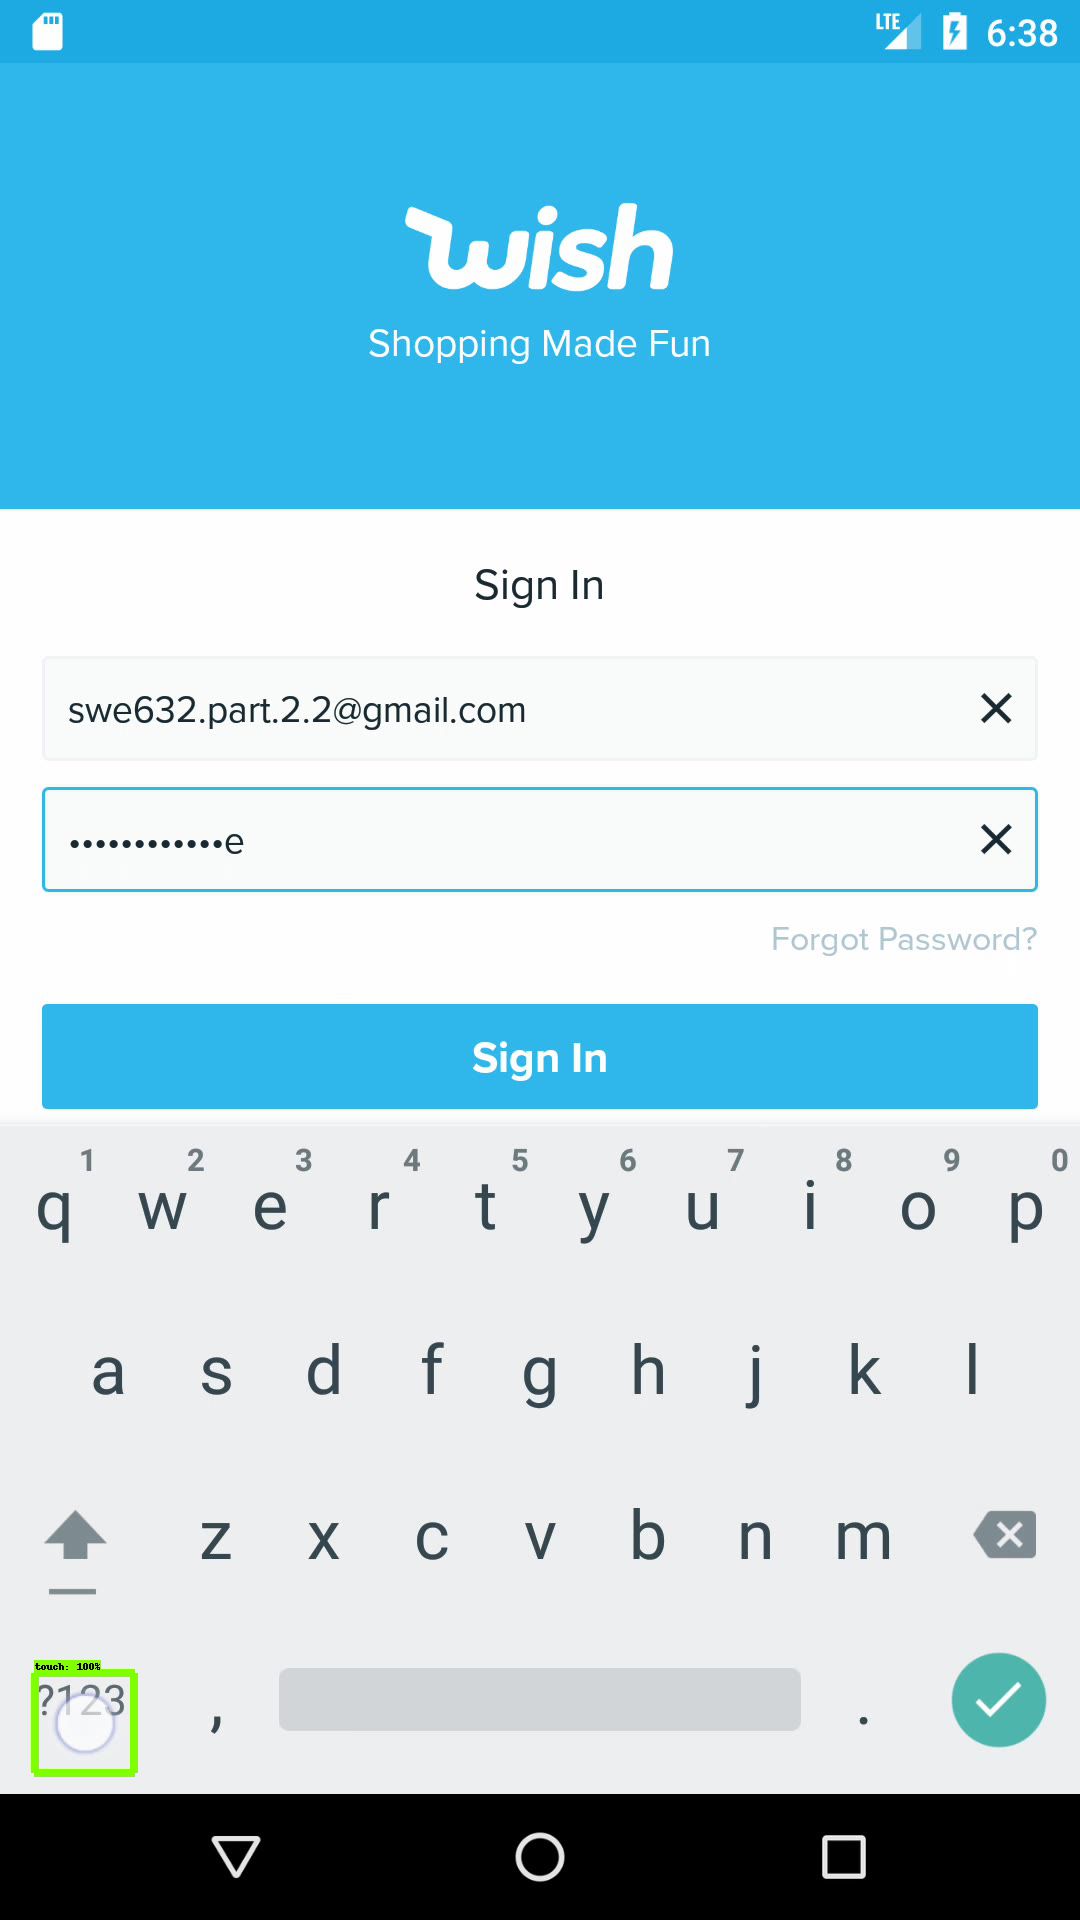 LTE 6:38
wish
Shopping Made Fun
Sign In
swe632.part.2.2@gmail.com
••••••••••••e
Forgot Password?
Sign In
1 2 3 4 5 6 7 8 9 0
q w e r t y u i o p
a s d f g h j k l
z x c v b n m
touch: 100%
?123 , .